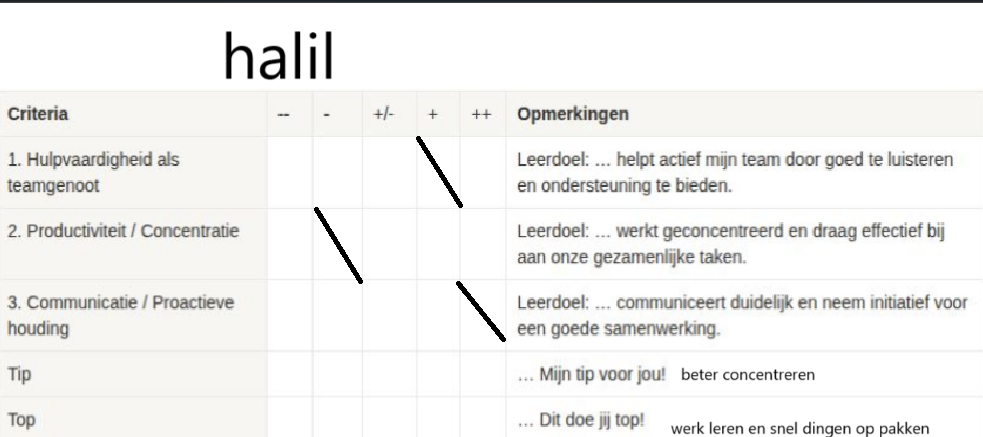 halil
Criteria -- - +/- + ++ Opmerkingen
1. Hulpvaardigheid als
teamgenoot
Leerdoel: ... helpt actief mijn team door goed te luisteren
en ondersteuning te bieden.
2. Productiviteit / Concentratie
Leerdoel: ... werkt geconcentreerd en draag effectief bij
aan onze gezamenlijke taken.
3. Communicatie / Proactieve
houding
Leerdoel: ... communiceert duidelijk en neem initiatief voor
een goede samenwerking.
Tip ... Mijn tip voor jou! beter concentreren
Top ... Dit doe jij top! werk leren en snel dingen op pakken